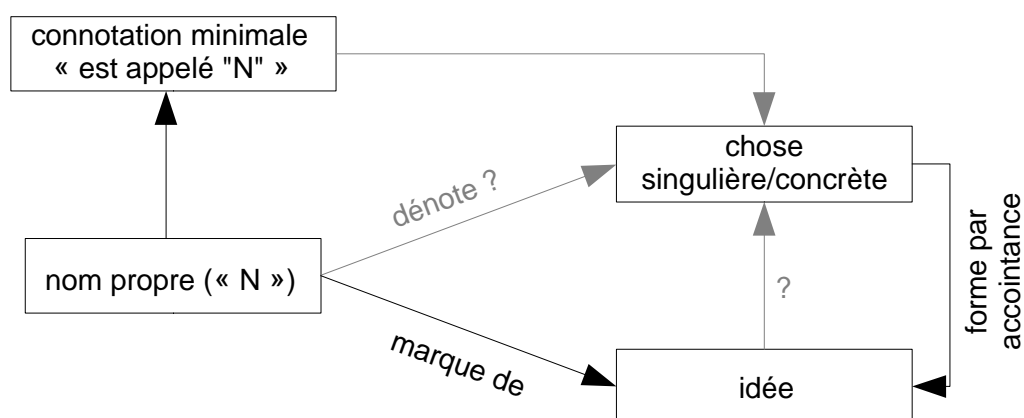 connotation minimale
« est appelé "N" »
chose
singulière/concrète
dénote ?
nom propre (« N »)
?
forme par
accointance
marque de
idée